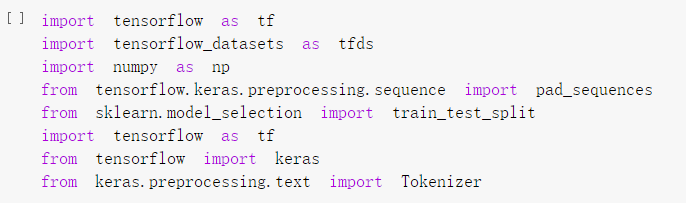 [ ] import tensorflow as tf
import tensorflow_datasets as tfds
import numpy as np
from tensorflow.keras.preprocessing.sequence import pad_sequences
from sklearn.model_selection import train_test_split
import tensorflow as tf
from tensorflow import keras
from keras.preprocessing.text import Tokenizer